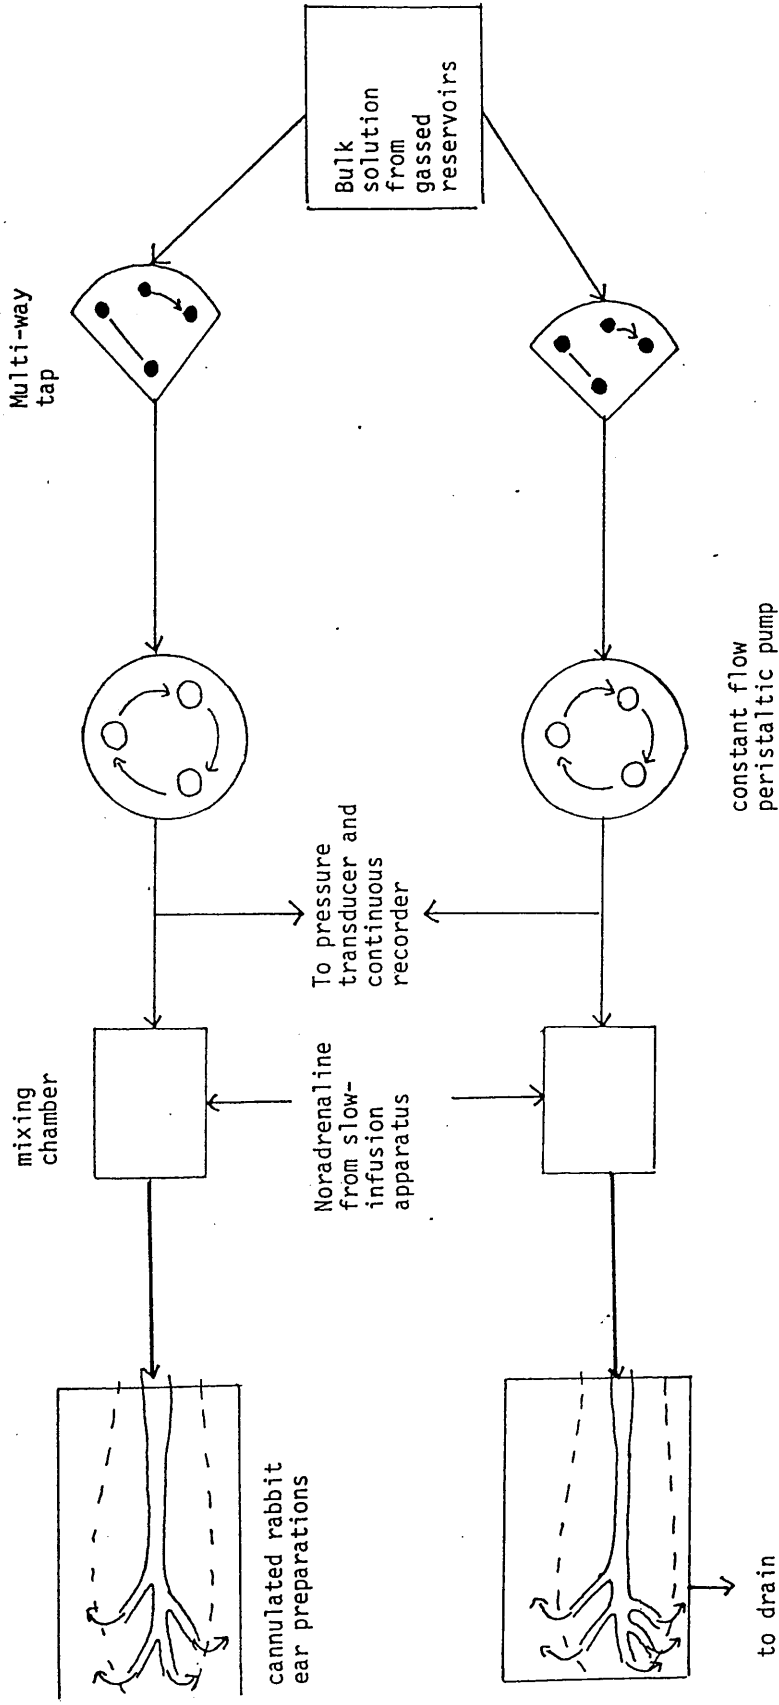 Bulk
solution
from
gassed
reservoirs
Multi-way
tap
constant flow
peristaltic pump
To pressure
transducer and
continuous
recorder
mixing
chamber
Noradrenaline
from slow-
infusion
apparatus
cannulated rabbit
ear preparations
to drain